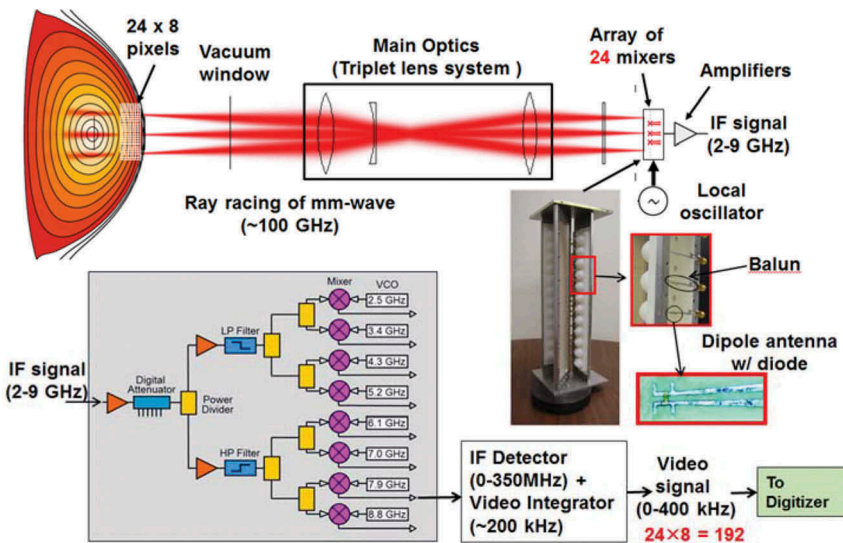 24 x 8
pixels
Vacuum
window
Main Optics
(Triplet lens system )
Array of
24 mixers
Amplifiers
IF signal
(2-9 GHz)
Ray racing of mm-wave
(~100 GHz)
Local
oscillator
~
Balun
Dipole antenna
w/ diode
IF signal
(2-9 GHz)
Digital
Attenuator
Power
Divider
LP Filter
HP Filter
Mixer
VCO
2.5 GHz
3.4 GHz
4.3 GHz
5.2 GHz
6.1 GHz
7.0 GHz
7.9 GHz
8.8 GHz
IF Detector
(0-350MHz) +
Video Integrator
(~200 kHz)
Video
signal
(0-400 kHz)
24×8 = 192
To
Digitizer